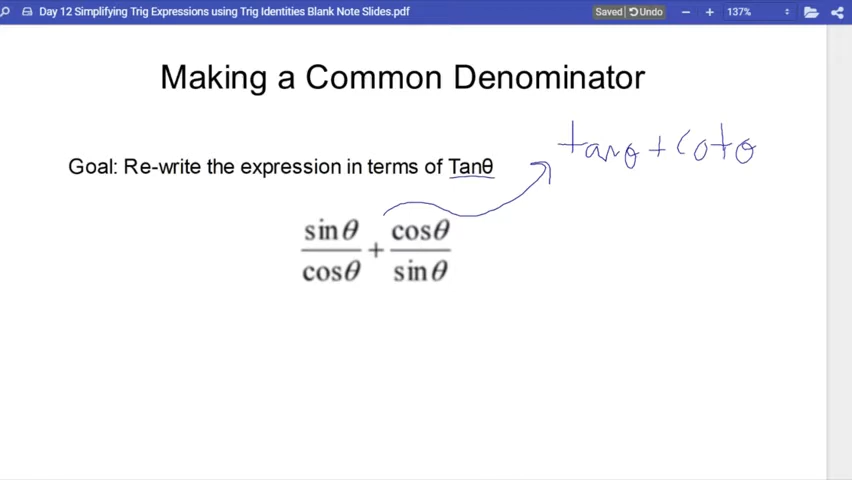 Day 12 Simplifying Trig Expressions using Trig Identities Blank Note Slides.pdf Saved Undo 137%
Making a Common Denominator
tanθ + cotθ
Goal: Re-write the expression in terms of Tanθ
sinθ/cosθ + cosθ/sinθ